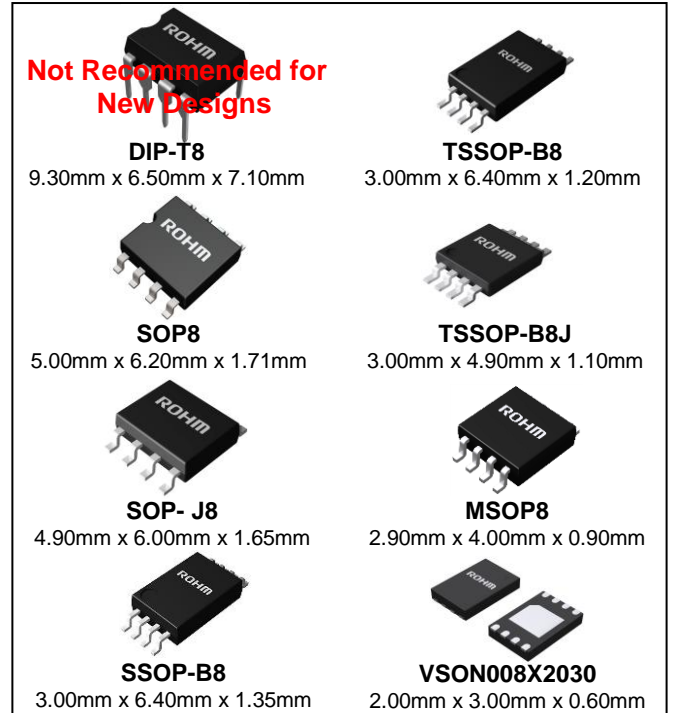 ROHM
Not Recommended for
New Designs
DIP-T8
9.30mm x 6.50mm x 7.10mm
ROHM
TSSOP-B8
3.00mm x 6.40mm x 1.20mm
ROHM
SOP8
5.00mm x 6.20mm x 1.71mm
ROHM
TSSOP-B8J
3.00mm x 4.90mm x 1.10mm
ROHM
SOP- J8
4.90mm x 6.00mm x 1.65mm
ROHM
MSOP8
2.90mm x 4.00mm x 0.90mm
ROHM
SSOP-B8
3.00mm x 6.40mm x 1.35mm
ROHM
VSON008X2030
2.00mm x 3.00mm x 0.60mm